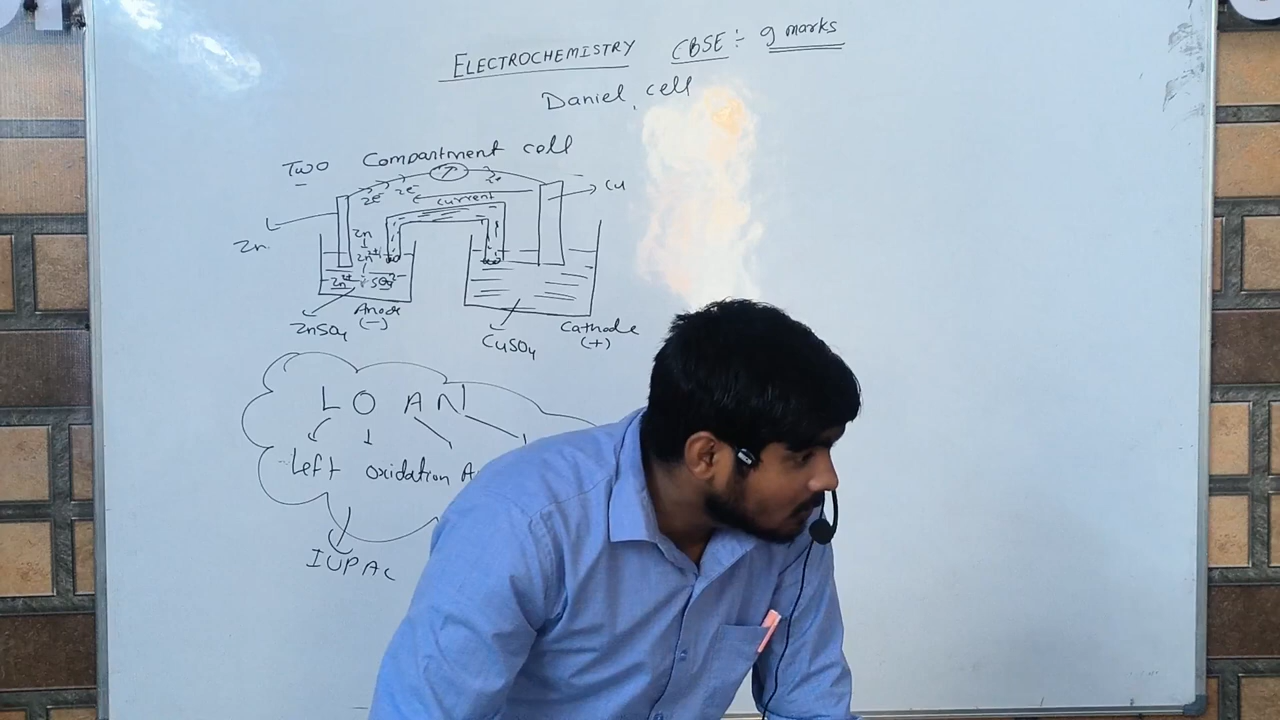 ELECTROCHEMISTRY CBSE :- 9 marks
Daniel cell
Two Compartment cell
2e⁻ 2e⁻
current
Cu
Zn
Zn
Zn²⁺
Zn²⁺ SO₄²⁻
Anode
(-)
ZnSO₄
Cathode
(+)
CuSO₄
L O A N
Left oxidation
IUPAC